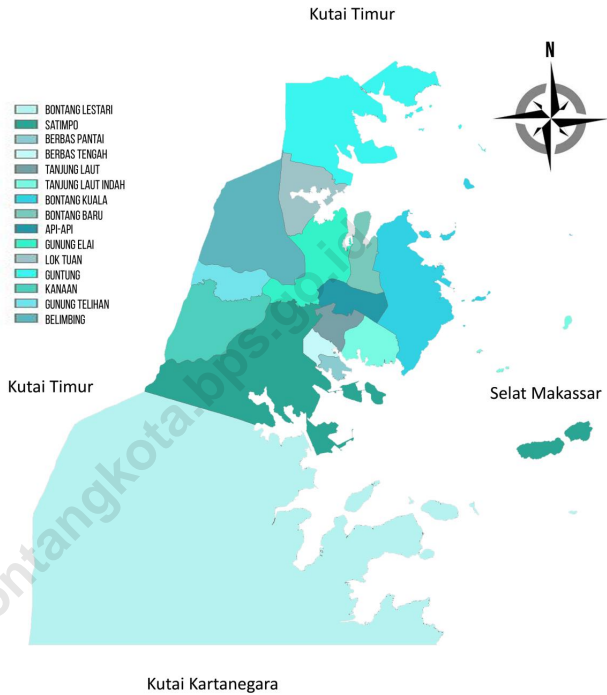 Kutai Timur
N
BONTANG LESTARI
SATIMPO
BERBAS PANTAI
BERBAS TENGAH
TANJUNG LAUT
TANJUNG LAUT INDAH
BONTANG KUALA
BONTANG BARU
API-API
GUNUNG ELAI
LOK TUAN
GUNTUNG
KANAAN
GUNUNG TELIHAN
BELIMBING
Kutai Timur
Selat Makassar
ontangkota.bps.go.id
Kutai Kartanegara